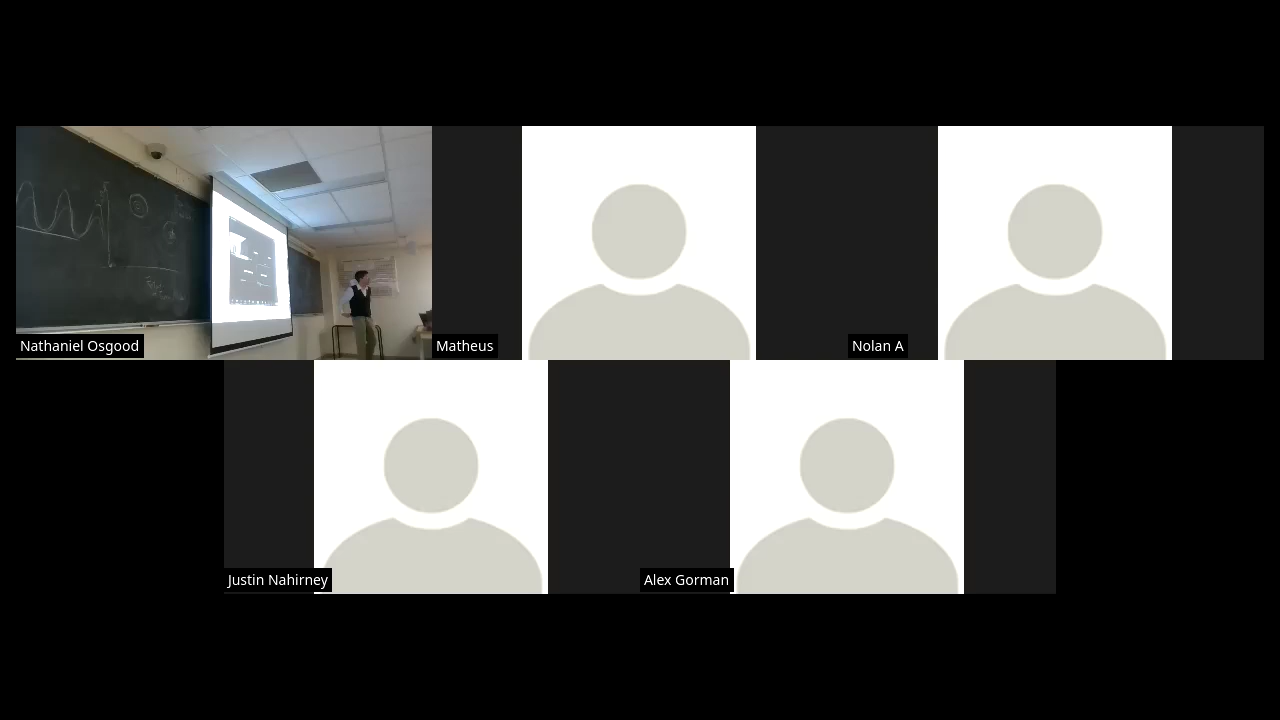 Nathaniel Osgood
Matheus
Nolan A
Justin Nahirney
Alex Gorman